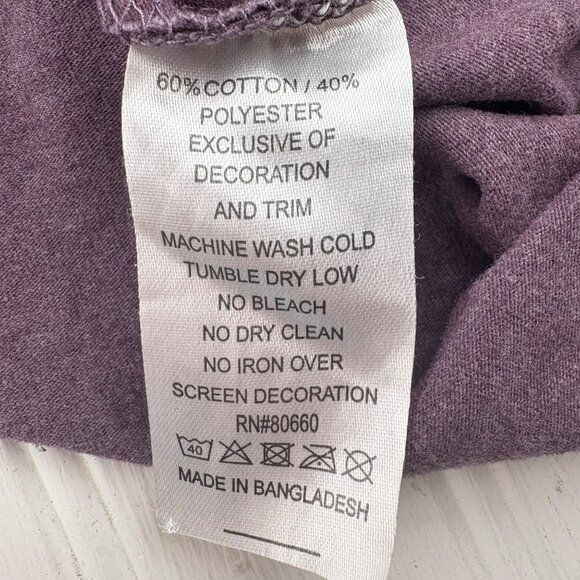 60% COTTON / 40%
POLYESTER
EXCLUSIVE OF
DECORATION
AND TRIM
MACHINE WASH COLD
TUMBLE DRY LOW
NO BLEACH
NO DRY CLEAN
NO IRON OVER
SCREEN DECORATION
RN#80660
40
MADE IN BANGLADESH